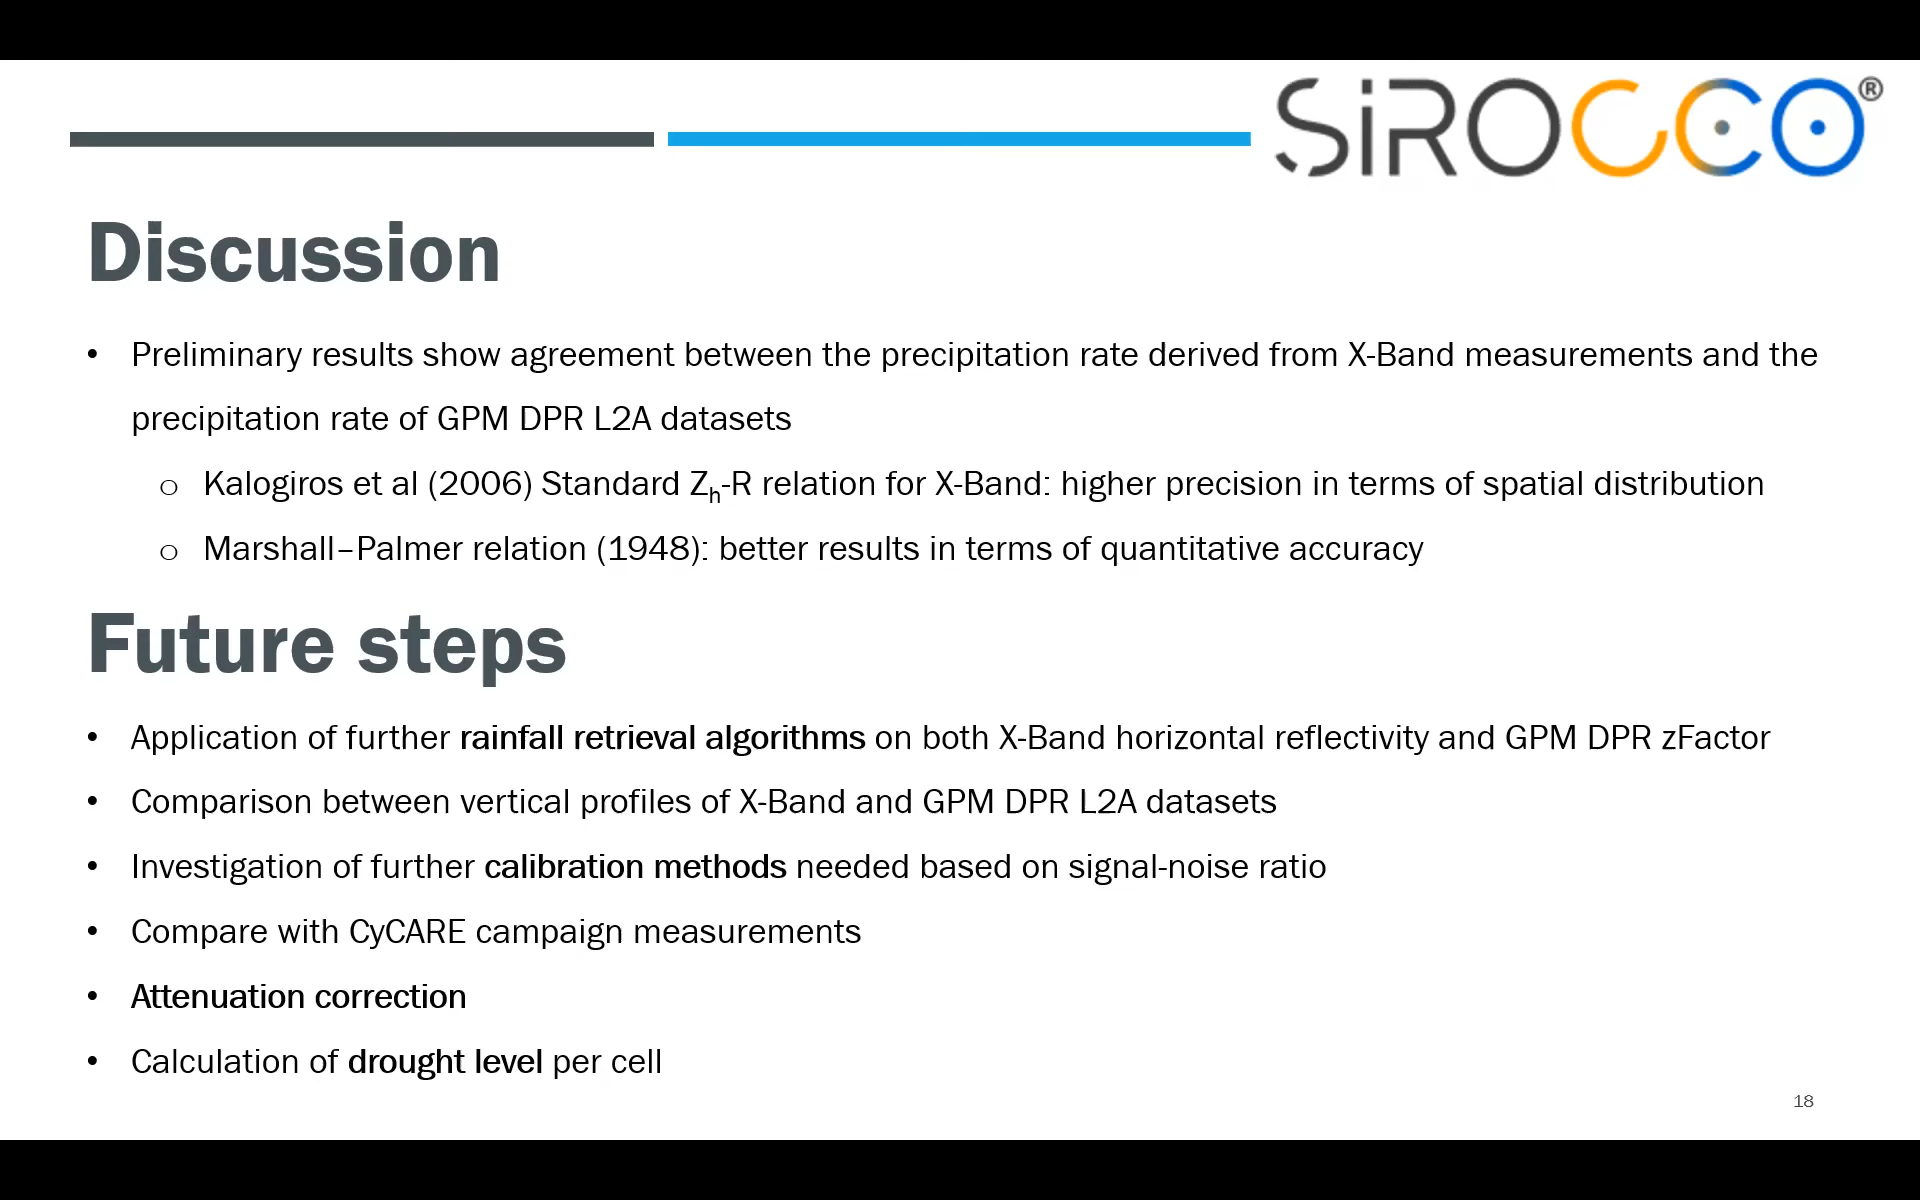 SiROCCO®
Discussion
• Preliminary results show agreement between the precipitation rate derived from X-Band measurements and the
precipitation rate of GPM DPR L2A datasets
o Kalogiros et al (2006) Standard Zh-R relation for X-Band: higher precision in terms of spatial distribution
o Marshall–Palmer relation (1948): better results in terms of quantitative accuracy
Future steps
• Application of further rainfall retrieval algorithms on both X-Band horizontal reflectivity and GPM DPR zFactor
• Comparison between vertical profiles of X-Band and GPM DPR L2A datasets
• Investigation of further calibration methods needed based on signal-noise ratio
• Compare with CyCARE campaign measurements
• Attenuation correction
• Calculation of drought level per cell
18